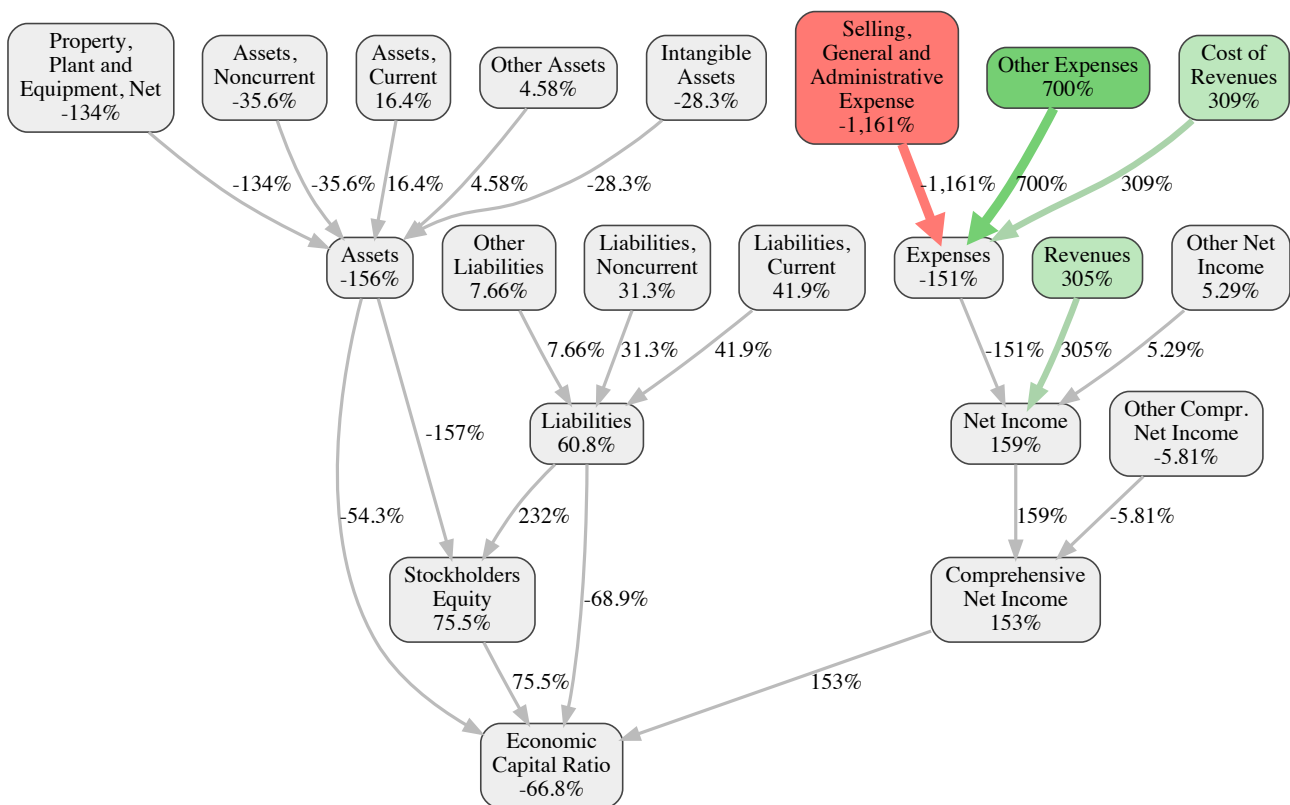 Property,
Plant and
Equipment, Net
-134%
Assets,
Noncurrent
-35.6%
Assets,
Current
16.4%
Other Assets
4.58%
Intangible
Assets
-28.3%
Selling,
General and
Administrative
Expense
-1,161%
Other Expenses
700%
Cost of
Revenues
309%
-134%
-35.6%
16.4%
4.58%
-28.3%
-1,161%
700%
309%
Assets
-156%
Other
Liabilities
7.66%
Liabilities,
Noncurrent
31.3%
Liabilities,
Current
41.9%
Expenses
-151%
Revenues
305%
Other Net
Income
5.29%
7.66%
31.3%
41.9%
-151%
305%
5.29%
-157%
Liabilities
60.8%
Net Income
159%
Other Compr.
Net Income
-5.81%
-54.3%
232%
159%
-5.81%
Stockholders
Equity
75.5%
-68.9%
Comprehensive
Net Income
153%
75.5%
153%
Economic
Capital Ratio
-66.8%